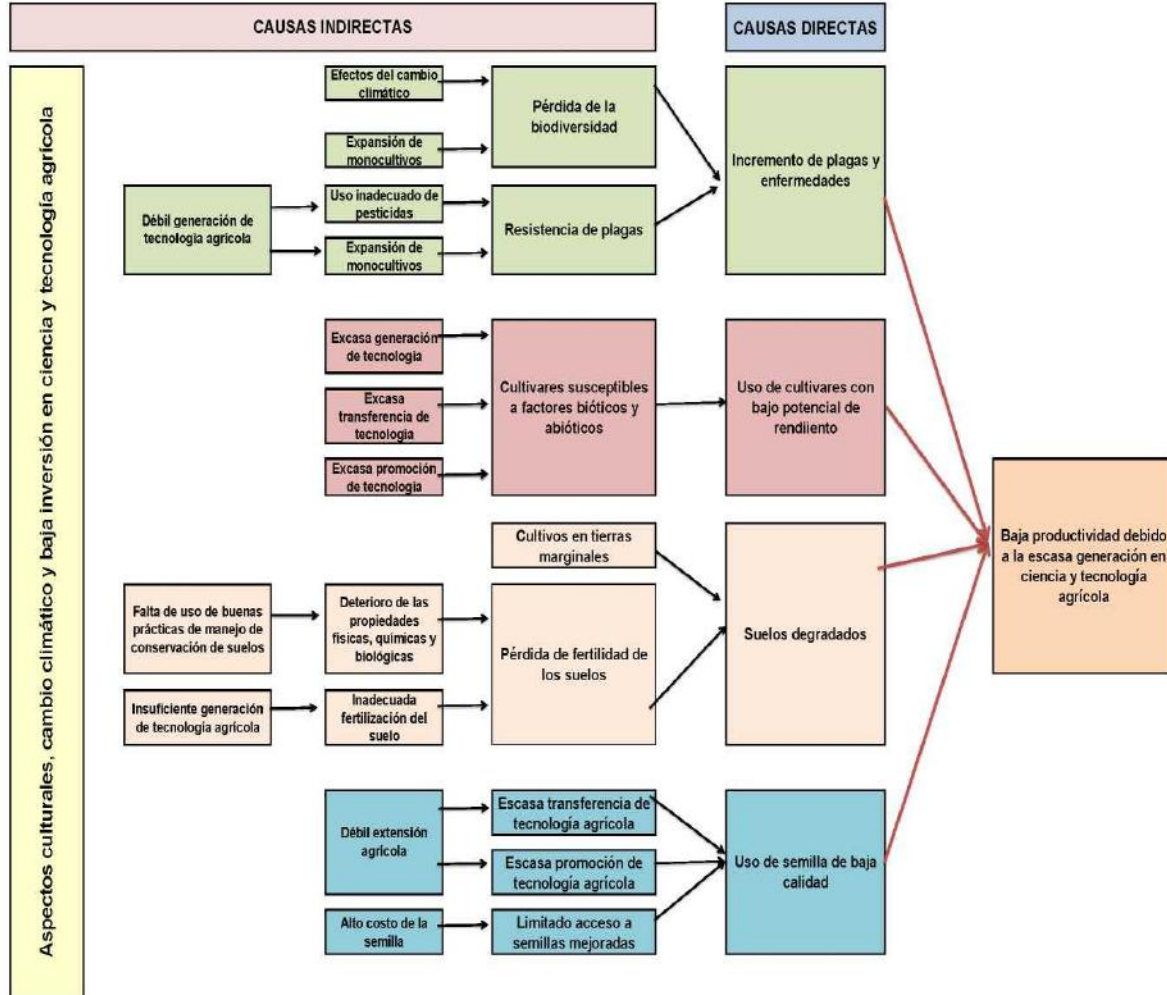 CAUSAS INDIRECTAS
CAUSAS DIRECTAS
Aspectos culturales, cambio climático y baja inversión en ciencia y tecnología agrícola
Efectos del cambio
climático
Pérdida de la
biodiversidad
Expansión de
monocultivos
Incremento de plagas y
enfermedades
Débil generación de
tecnología agrícola
Uso inadecuado de
pesticidas
Resistencia de plagas
Expansión de
monocultivos
Excasa generación
de tecnología
Excasa
transferencia de
tecnología
Excasa promoción
de tecnología
Cultivares susceptibles
a factores bióticos y
abióticos
Uso de cultivares con
bajo potencial de
rendiiento
Baja productividad debido
a la escasa generación en
ciencia y tecnología
agrícola
Cultivos en tierras
marginales
Falta de uso de buenas
prácticas de manejo de
conservación de suelos
Deterioro de las
propiedades
físicas, químicas y
biológicas
Pérdida de fertilidad de
los suelos
Suelos degradados
Insuficiente generación
de tecnología agrícola
Inadecuada
fertilización del
suelo
Débil extensión
agrícola
Escasa transferencia de
tecnología agrícola
Escasa promoción de
tecnología agrícola
Uso de semilla de baja
calidad
Alto costo de la
semilla
Limitado acceso a
semillas mejoradas